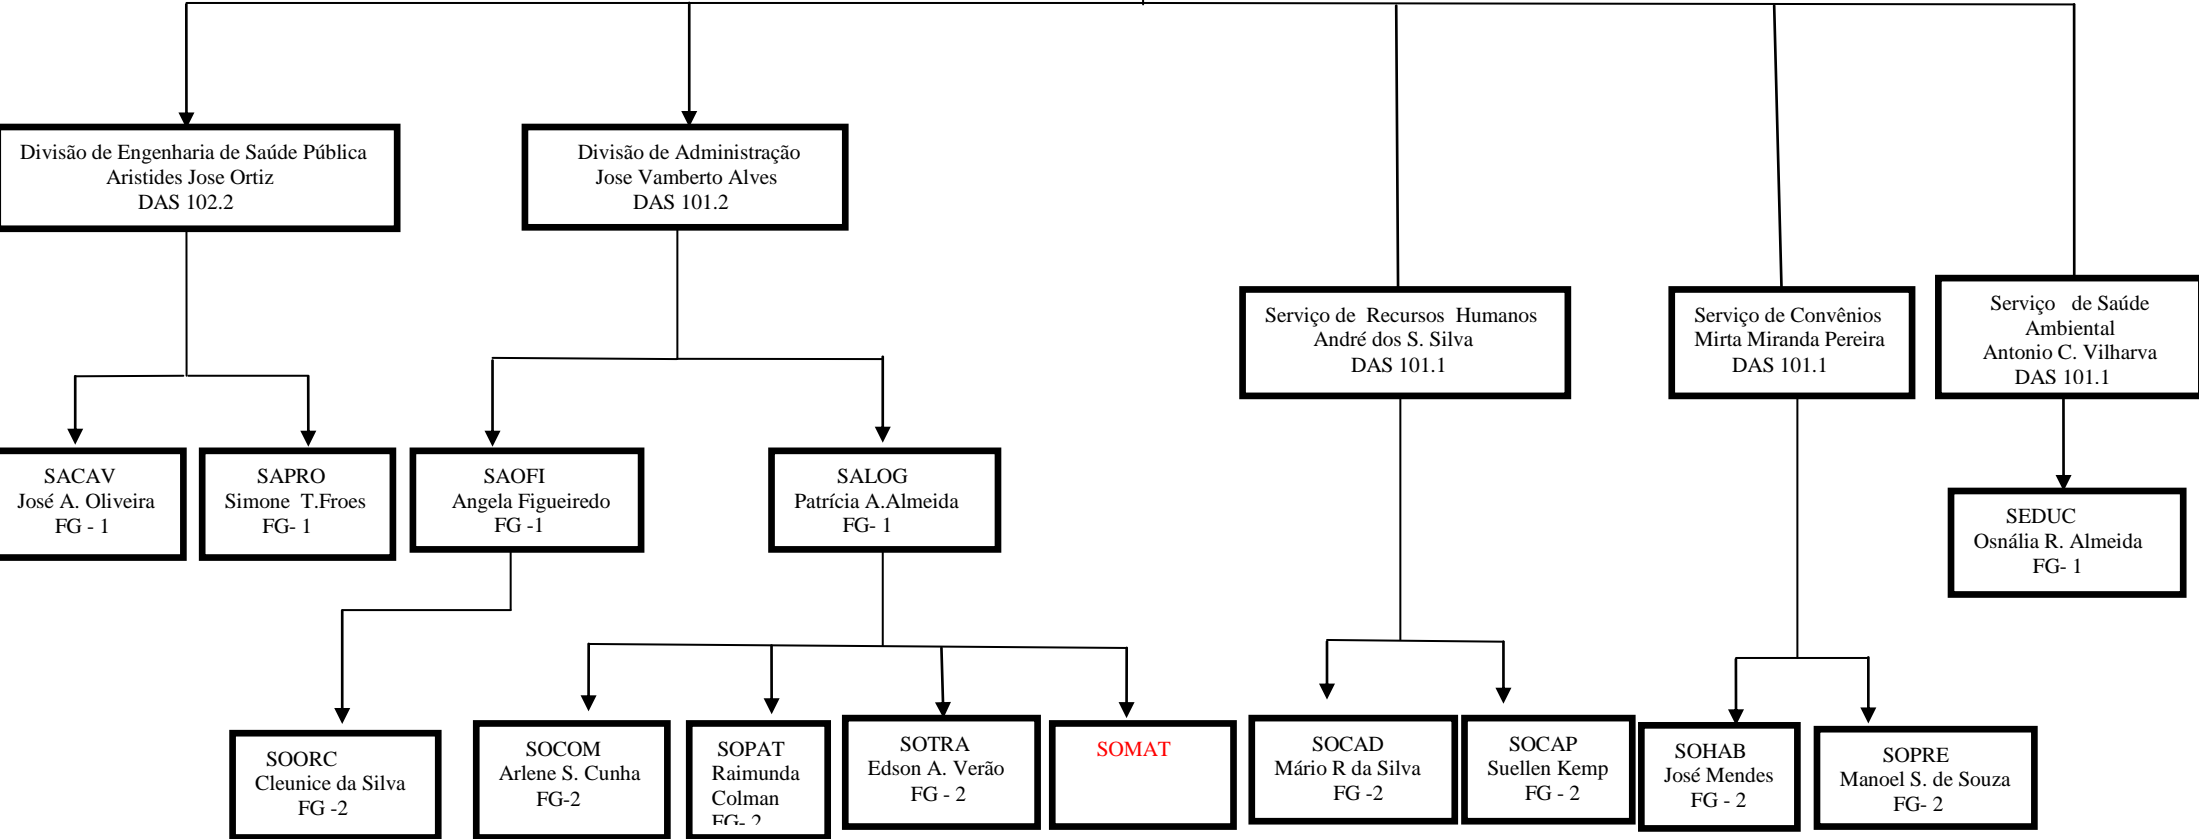 Divisão de Engenharia de Saúde Pública
Aristides Jose Ortiz
DAS 102.2
Divisão de Administração
Jose Vamberto Alves
DAS 101.2
Serviço de Recursos Humanos
André dos S. Silva
DAS 101.1
Serviço de Convênios
Mirta Miranda Pereira
DAS 101.1
Serviço de Saúde
Ambiental
Antonio C. Vilharva
DAS 101.1
SACAV
José A. Oliveira
FG - 1
SAPRO
Simone T.Froes
FG- 1
SAOFI
Angela Figueiredo
FG -1
SALOG
Patrícia A.Almeida
FG- 1
SEDUC
Osnália R. Almeida
FG- 1
SOORC
Cleunice da Silva
FG -2
SOCOM
Arlene S. Cunha
FG-2
SOPAT
Raimunda
Colman
FG- 2
SOTRA
Edson A. Verão
FG - 2
SOMAT
SOCAD
Mário R da Silva
FG -2
SOCAP
Suellen Kemp
FG - 2
SOHAB
José Mendes
FG - 2
SOPRE
Manoel S. de Souza
FG- 2